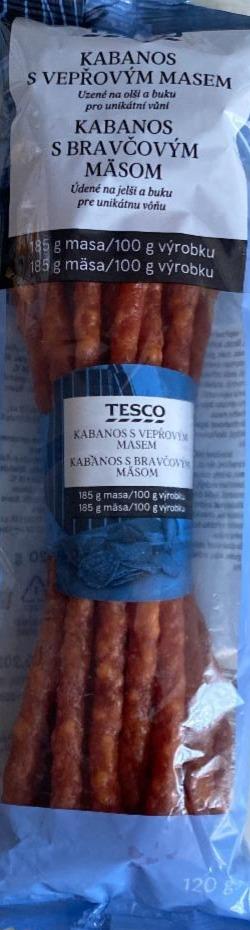 TESCO
KABANOS
S VEPŘOVÝM MASEM
Uzené na olši a buku
pro unikátní vůni
KABANOS
S BRAVČOVÝM
MÄSOM
Údené na jelši a buku
pre unikátnu vôňu
185 g masa/100 g výrobku
185 g mäsa/100 g výrobku
TESCO
KABANOS S VEPŘOVÝM
MASEM
KABANOS S BRAVČOVÝM
MÄSOM
185 g masa/100 g výrobku
185 g mäsa/100 g výrobku
120 g